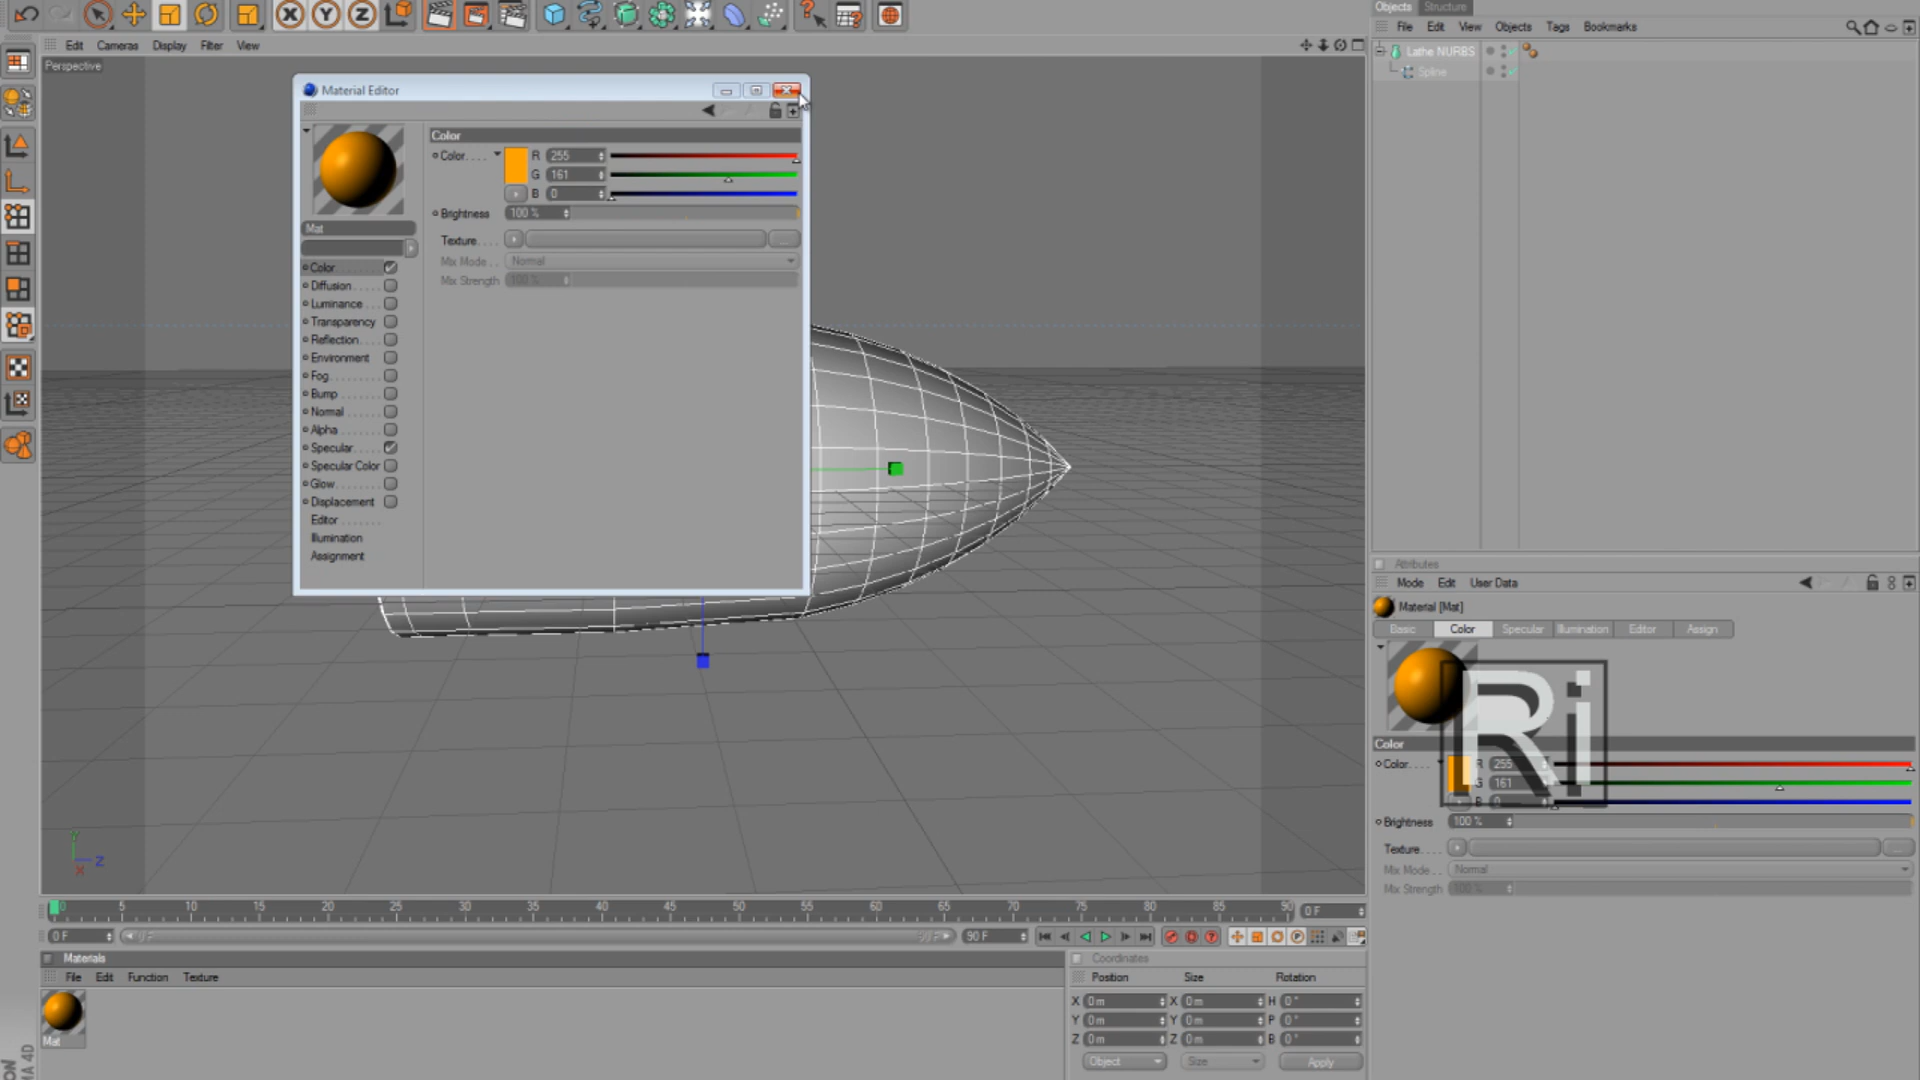 X Y Z
Objects Structure
File Edit View Objects Tags Bookmarks
Edit Cameras Display Filter View
Perspective
Lathe NURBS
Spline
Material Editor
Color
Color.... R 255
G 161
B 0
Brightness 100 %
Texture....
Mix Mode.. Normal
Mix Strength 100 %
Mat
Color
Diffusion
Luminance
Transparency
Reflection
Environment
Fog
Bump
Normal
Alpha
Specular
Specular Color
Glow
Displacement
Editor
Illumination
Assignment
Attributes
Mode Edit User Data
Material [Mat]
Basic Color Specular Illumination Editor Assign
Ri
Color
Color.... R 255
G 161
B 0
Brightness 100 %
Texture....
Mix Mode.. Normal
Mix Strength 100 %
Y
Z
X
0 5 10 15 20 25 30 35 40 45 50 55 60 65 70 75 80 85 90 0 F
0 F 90 F
Materials
File Edit Function Texture
Mat
Coordinates
Position Size Rotation
X 0 m X 0 m H 0 °
Y 0 m Y 0 m P 0 °
Z 0 m Z 0 m B 0 °
Object Size Apply